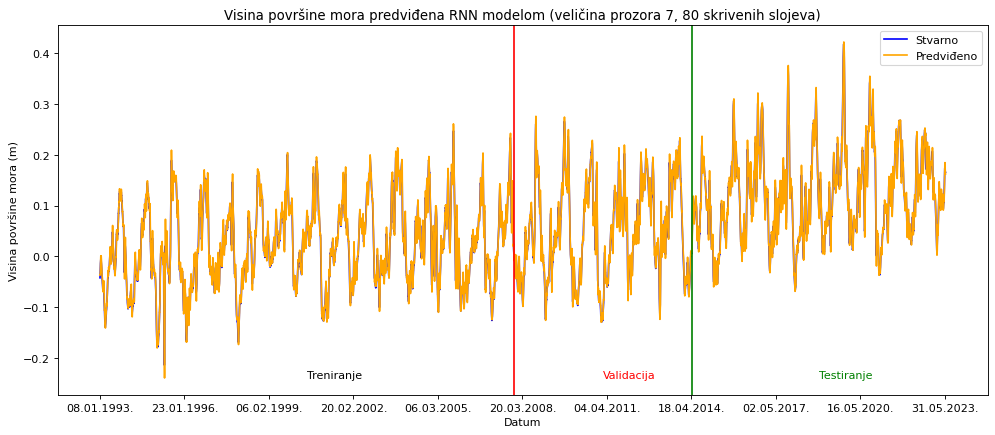 Visina površine mora predviđena RNN modelom (veličina prozora 7, 80 skrivenih slojeva)
Stvarno
Predviđeno
Visina površine mora (m)
0.4
0.3
0.2
0.1
0.0
−0.1
−0.2
Treniranje
Validacija
Testiranje
08.01.1993.
23.01.1996.
06.02.1999.
20.02.2002.
06.03.2005.
20.03.2008.
04.04.2011.
18.04.2014.
02.05.2017.
16.05.2020.
31.05.2023.
Datum